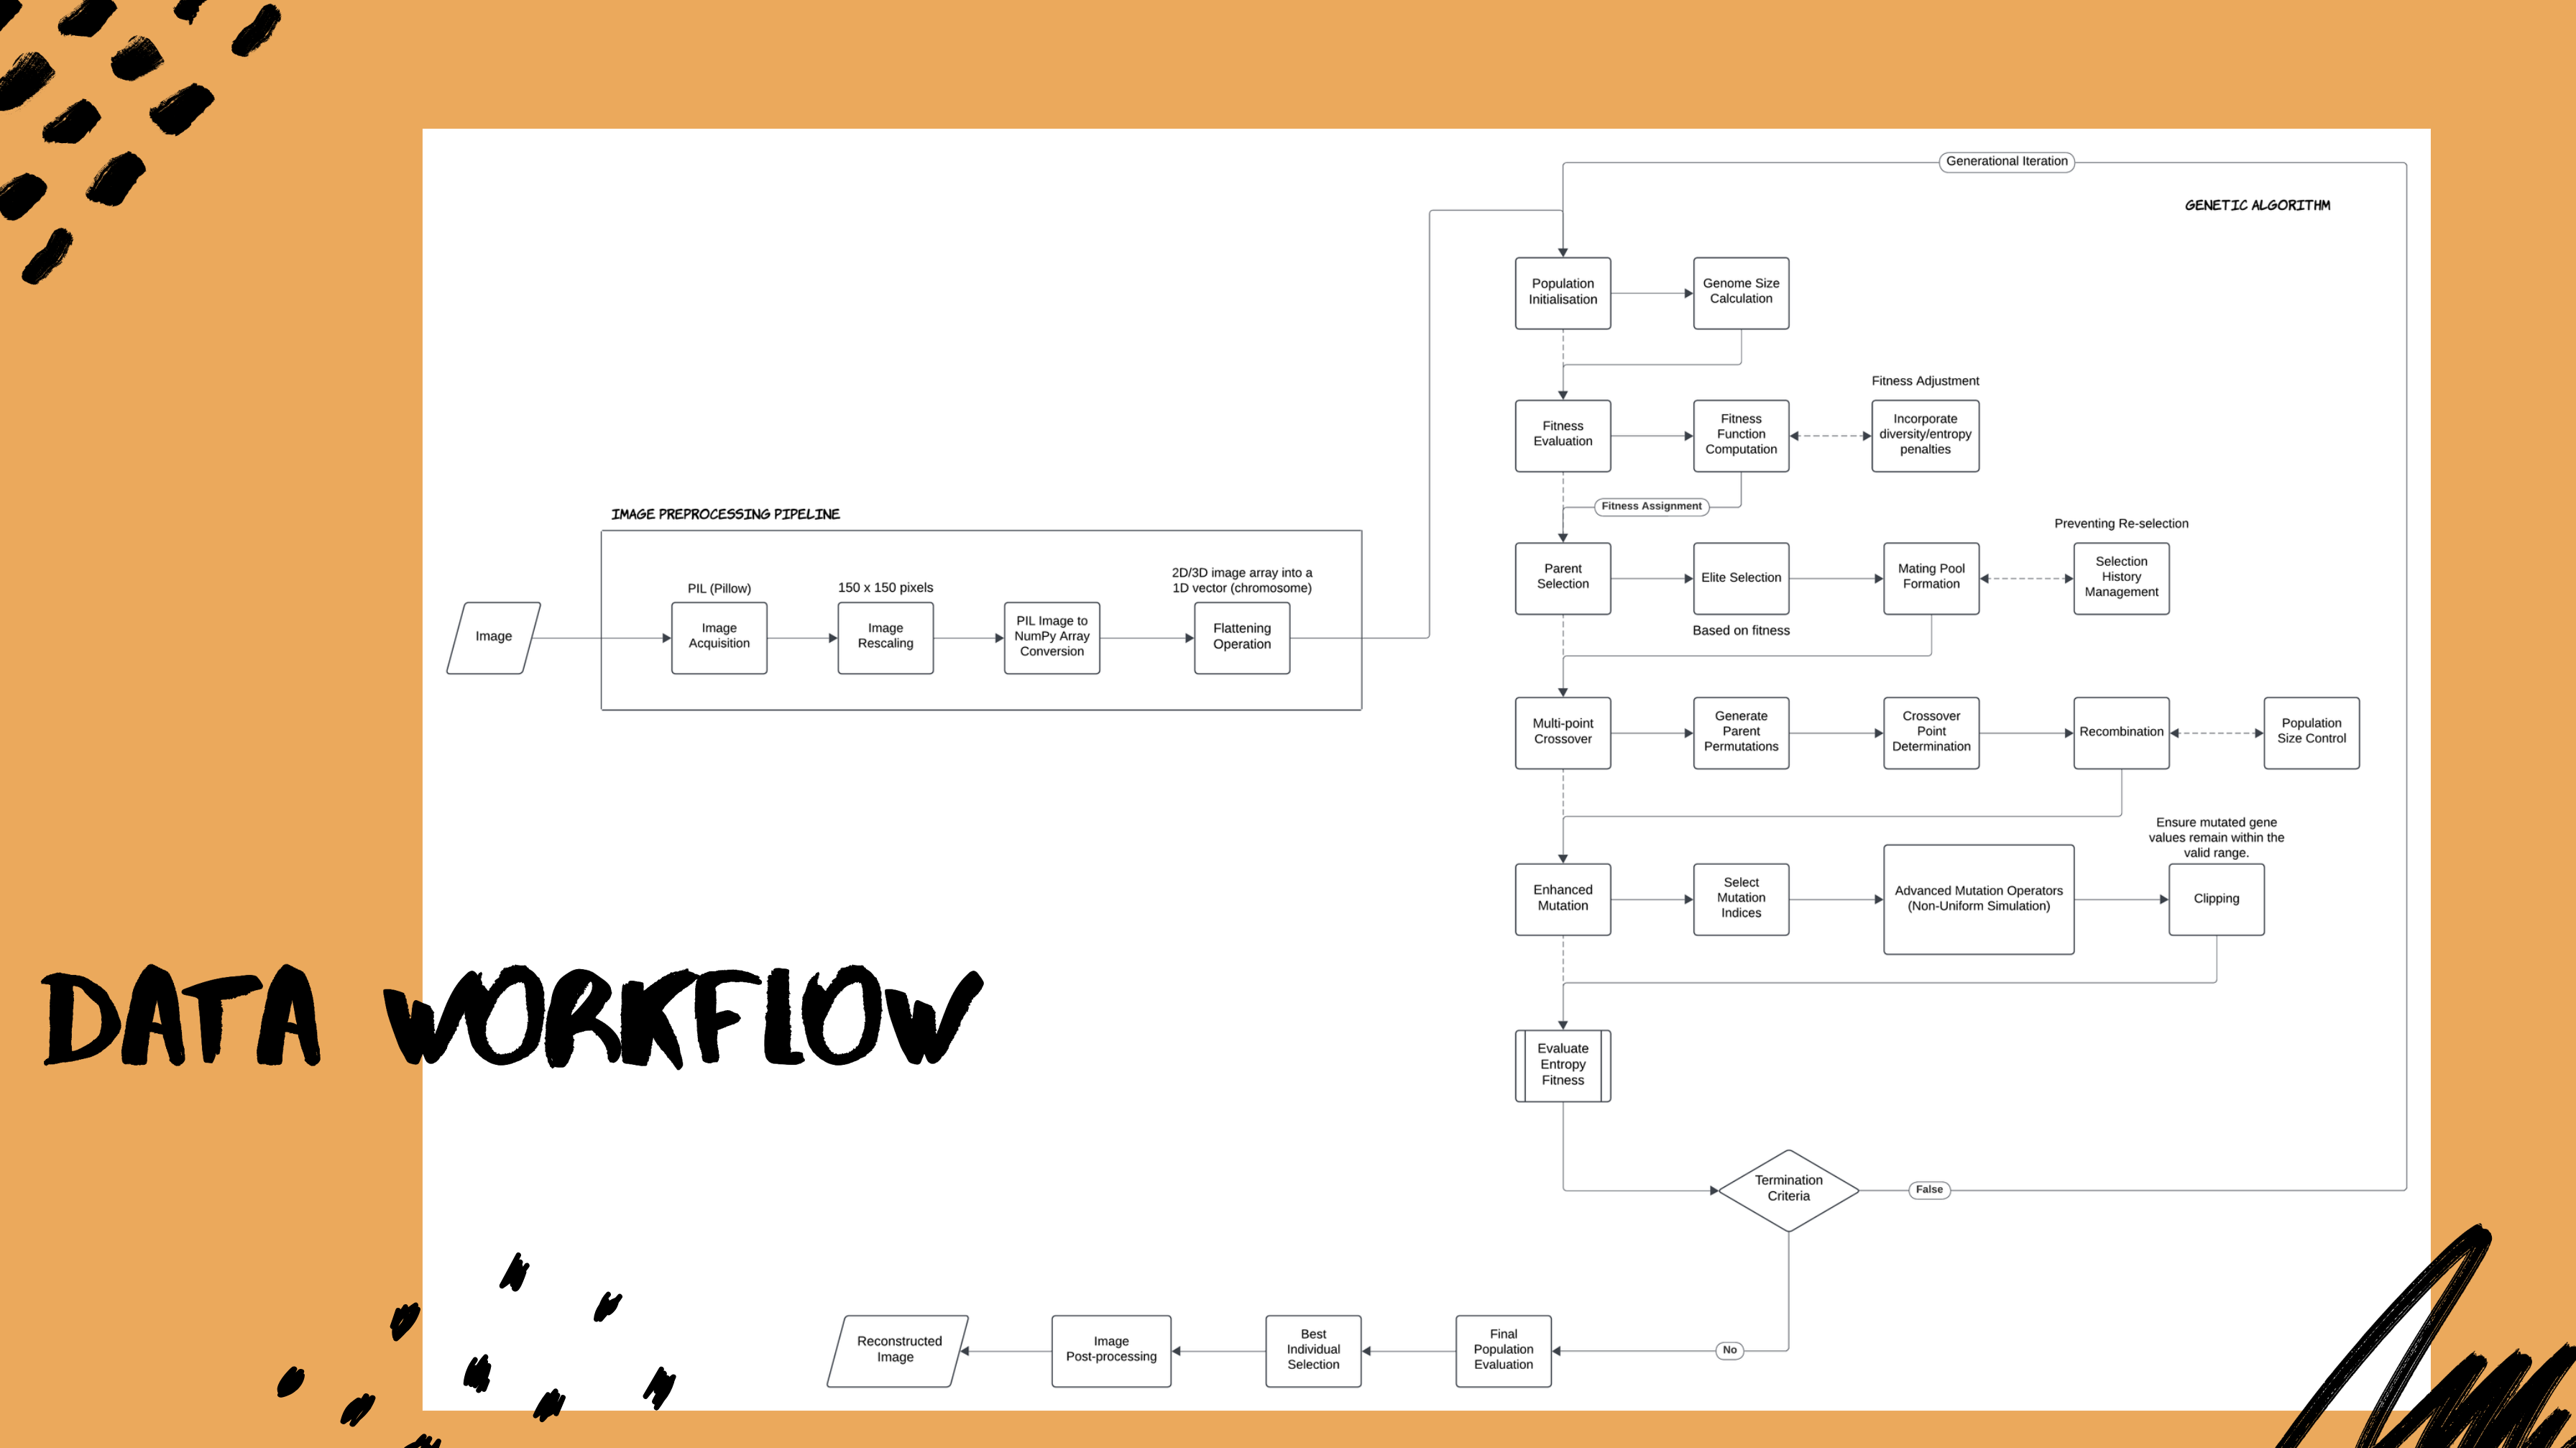 Generational Iteration
GENETIC ALGORITHM
Population
Initialisation
Genome Size
Calculation
Fitness Adjustment
Fitness
Evaluation
Fitness
Function
Computation
Incorporate
diversity/entropy
penalties
Fitness Assignment
IMAGE PREPROCESSING PIPELINE
Preventing Re-selection
Parent
Selection
Elite Selection
Mating Pool
Formation
Selection
History
Management
Based on fitness
PIL (Pillow)
150 x 150 pixels
2D/3D image array into a
1D vector (chromosome)
Image
Image
Acquisition
Image
Rescaling
PIL Image to
NumPy Array
Conversion
Flattening
Operation
Multi-point
Crossover
Generate
Parent
Permutations
Crossover
Point
Determination
Recombination
Population
Size Control
Ensure mutated gene
values remain within the
valid range.
Enhanced
Mutation
Select
Mutation
Indices
Advanced Mutation Operators
(Non-Uniform Simulation)
Clipping
DATA WORKFLOW
Evaluate
Entropy
Fitness
Termination
Criteria
False
No
Final
Population
Evaluation
Best
Individual
Selection
Image
Post-processing
Reconstructed
Image